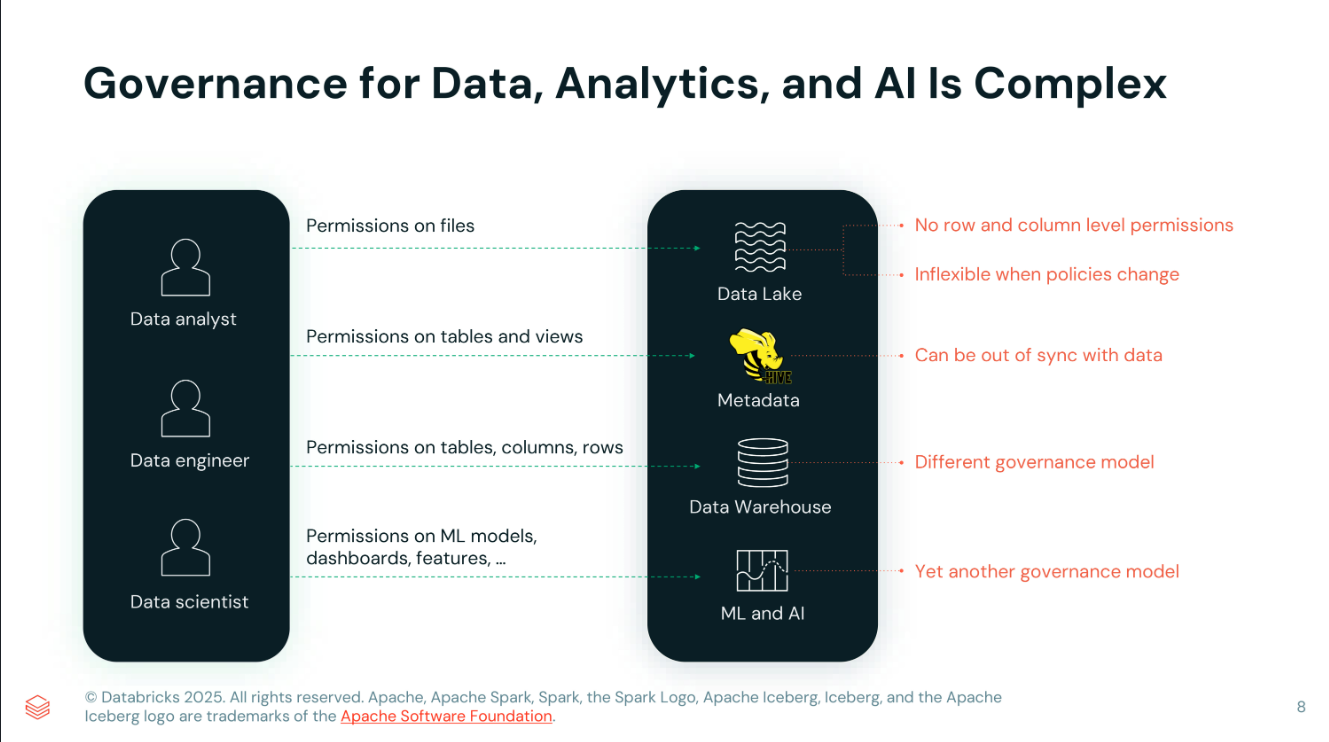 Governance for Data, Analytics, and AI Is Complex
Data analyst
Data engineer
Data scientist
Permissions on files
Permissions on tables and views
Permissions on tables, columns, rows
Permissions on ML models,
dashboards, features, ...
Data Lake
HIVE
Metadata
Data Warehouse
ML and AI
No row and column level permissions
Inflexible when policies change
Can be out of sync with data
Different governance model
Yet another governance model
© Databricks 2025. All rights reserved. Apache, Apache Spark, Spark, the Spark Logo, Apache Iceberg, Iceberg, and the Apache
Iceberg logo are trademarks of the Apache Software Foundation.
8